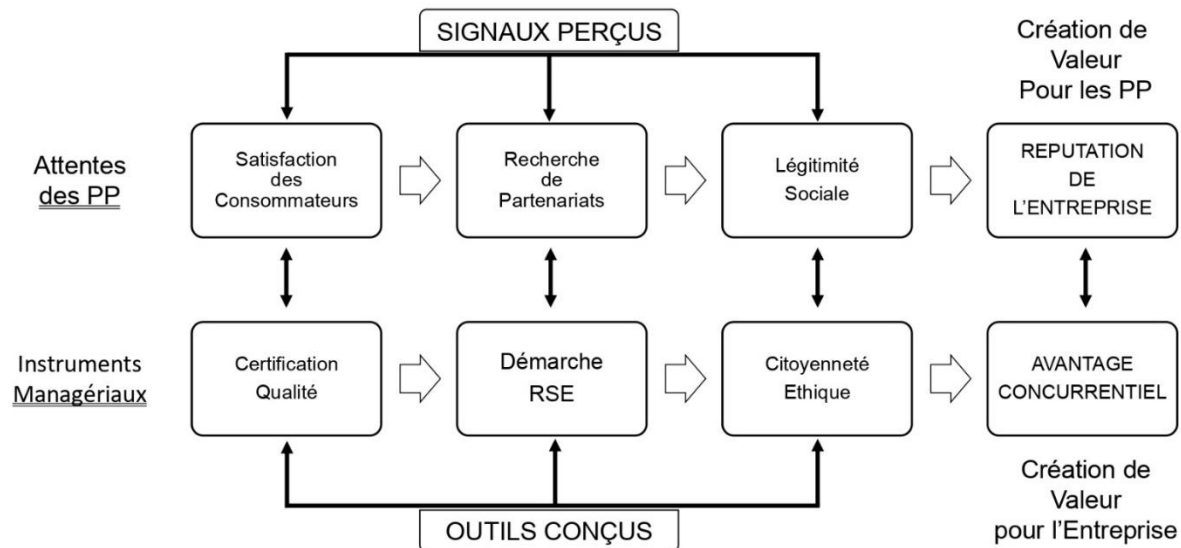 SIGNAUX PERÇUS
Création de
Valeur
Pour les PP
Attentes
des PP
Satisfaction
des
Consommateurs
Recherche
de
Partenariats
Légitimité
Sociale
REPUTATION
DE
L'ENTREPRISE
Instruments
Managériaux
Certification
Qualité
Démarche
RSE
Citoyenneté
Ethique
AVANTAGE
CONCURRENTIEL
OUTILS CONÇUS
Création de
Valeur
pour l'Entreprise